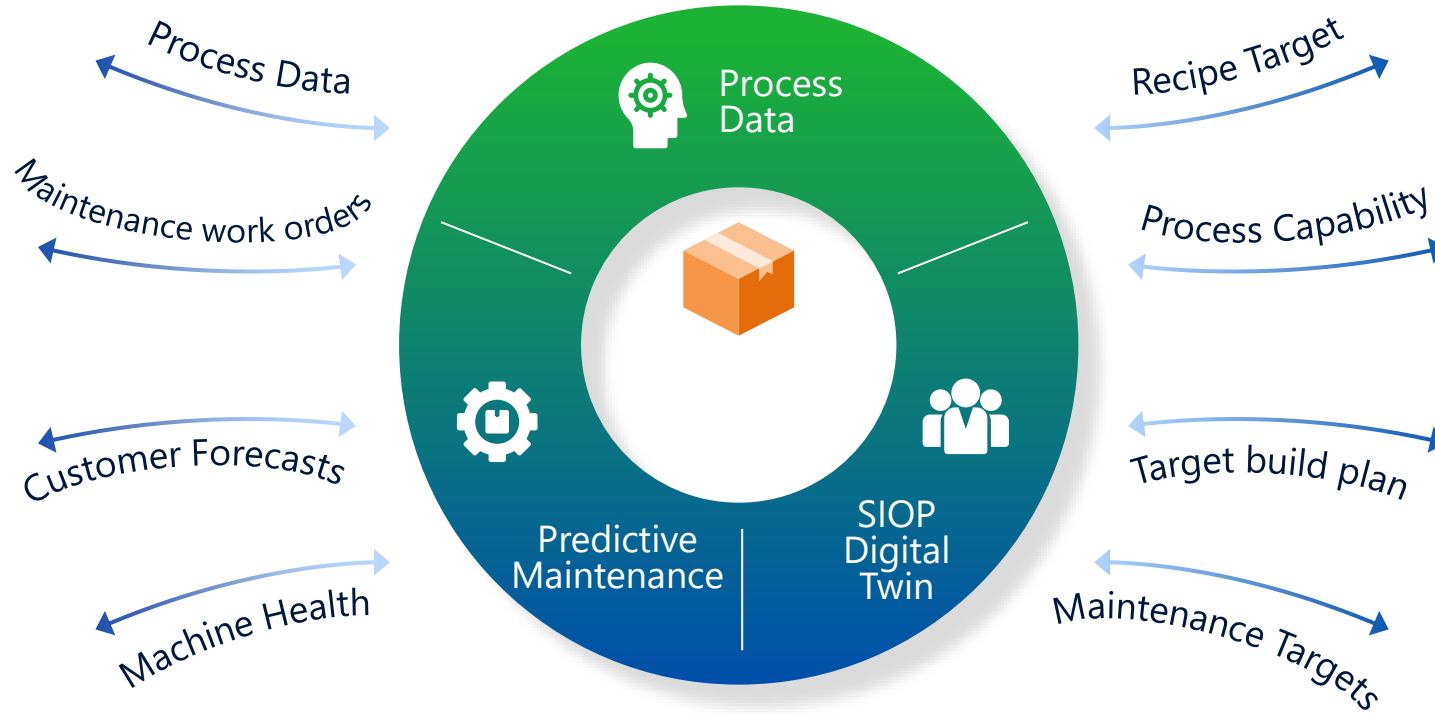 Process Data
Maintenance work orders
Customer Forecasts
Machine Health
Process
Data
Predictive
Maintenance
SIOP
Digital
Twin
Recipe Target
Process Capability
Target build plan
Maintenance Targets